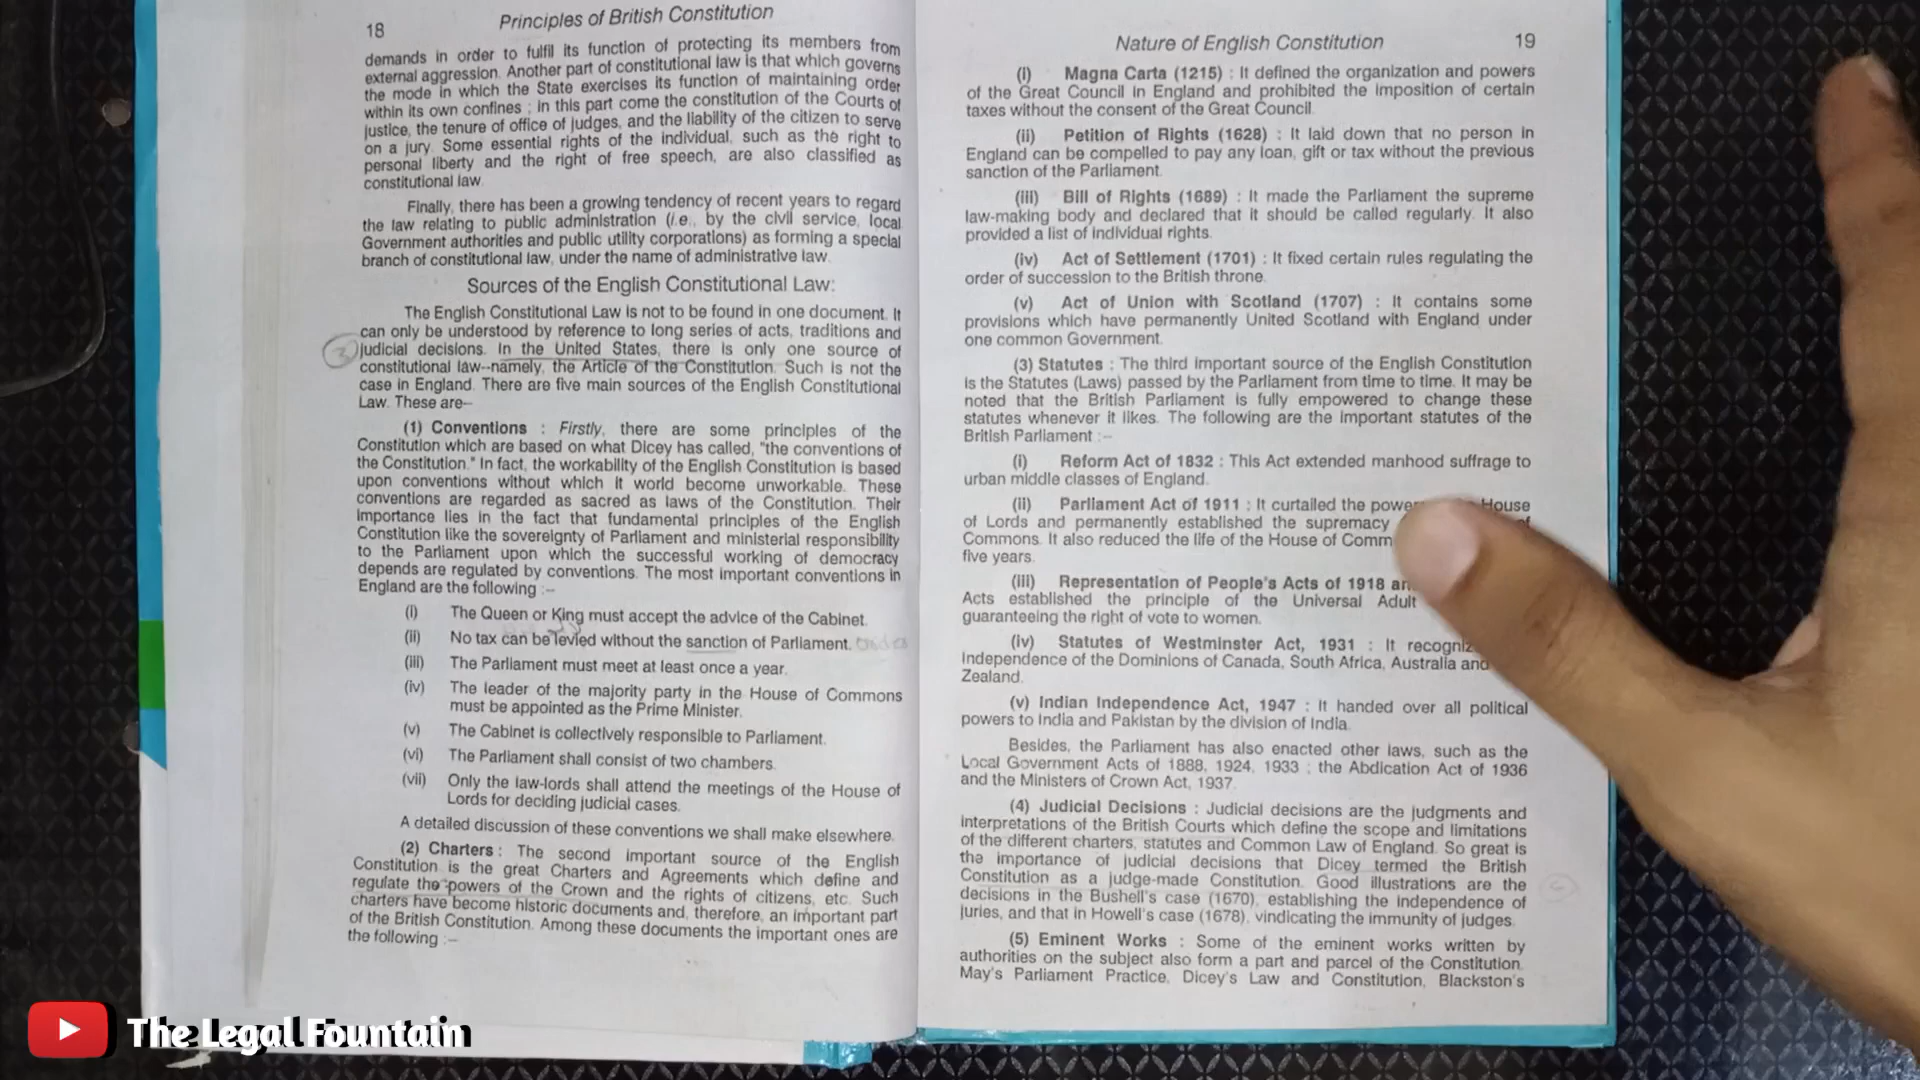 18
Principles of British Constitution
demands in order to fulfil its function of protecting its members from
external aggression. Another part of constitutional law is that which governs
the mode in which the State exercises its function of maintaining order
within its own confines ; in this part come the constitution of the Courts of
justice, the tenure of office of judges, and the liability of the citizen to serve
on a jury. Some essential rights of the individual, such as the right to
personal liberty and the right of free speech, are also classified as
constitutional law.
Finally, there has been a growing tendency of recent years to regard
the law relating to public administration (i.e., by the civil service, local
Government authorities and public utility corporations) as forming a special
branch of constitutional law, under the name of administrative law.
Sources of the English Constitutional Law:
The English Constitutional Law is not to be found in one document. It
can only be understood by reference to long series of acts, traditions and
judicial decisions. In the United States, there is only one source of
constitutional law--namely, the Article of the Constitution. Such is not the
case in England. There are five main sources of the English Constitutional
Law. These are--
(1) Conventions : Firstly, there are some principles of the
Constitution which are based on what Dicey has called, "the conventions of
the Constitution." In fact, the workability of the English Constitution is based
upon conventions without which it world become unworkable. These
conventions are regarded as sacred as laws of the Constitution. Their
importance lies in the fact that fundamental principles of the English
Constitution like the sovereignty of Parliament and ministerial responsibility
to the Parliament upon which the successful working of democracy
depends are regulated by conventions. The most important conventions in
England are the following :--
(i) The Queen or King must accept the advice of the Cabinet.
(ii) No tax can be levied without the sanction of Parliament.
(iii) The Parliament must meet at least once a year.
(iv) The leader of the majority party in the House of Commons
must be appointed as the Prime Minister.
(v) The Cabinet is collectively responsible to Parliament.
(vi) The Parliament shall consist of two chambers.
(vii) Only the law-lords shall attend the meetings of the House of
Lords for deciding judicial cases.
A detailed discussion of these conventions we shall make elsewhere.
(2) Charters : The second important source of the English
Constitution is the great Charters and Agreements which define and
regulate the powers of the Crown and the rights of citizens, etc. Such
charters have become historic documents and, therefore, an important part
of the British Constitution. Among these documents the important ones are
the following :--
Nature of English Constitution
19
(i) Magna Carta (1215) : It defined the organization and powers
of the Great Council in England and prohibited the imposition of certain
taxes without the consent of the Great Council.
(ii) Petition of Rights (1628) : It laid down that no person in
England can be compelled to pay any loan, gift or tax without the previous
sanction of the Parliament.
(iii) Bill of Rights (1689) : It made the Parliament the supreme
law-making body and declared that it should be called regularly. It also
provided a list of individual rights.
(iv) Act of Settlement (1701) : It fixed certain rules regulating the
order of succession to the British throne.
(v) Act of Union with Scotland (1707) : It contains some
provisions which have permanently United Scotland with England under
one common Government.
(3) Statutes : The third important source of the English Constitution
is the Statutes (Laws) passed by the Parliament from time to time. It may be
noted that the British Parliament is fully empowered to change these
statutes whenever it likes. The following are the important statutes of the
British Parliament :--
(i) Reform Act of 1832 : This Act extended manhood suffrage to
urban middle classes of England.
(ii) Parliament Act of 1911 : It curtailed the power House
of Lords and permanently established the supremacy of
Commons. It also reduced the life of the House of Comm
five years.
(iii) Representation of People's Acts of 1918 an
Acts established the principle of the Universal Adult
guaranteeing the right of vote to women.
(iv) Statutes of Westminster Act, 1931 : It recogniz
Independence of the Dominions of Canada, South Africa, Australia and
Zealand.
(v) Indian Independence Act, 1947 : It handed over all political
powers to India and Pakistan by the division of India.
Besides, the Parliament has also enacted other laws, such as the
Local Government Acts of 1888, 1924, 1933 ; the Abdication Act of 1936
and the Ministers of Crown Act, 1937.
(4) Judicial Decisions : Judicial decisions are the judgments and
interpretations of the British Courts which define the scope and limitations
of the different charters, statutes and Common Law of England. So great is
the importance of judicial decisions that Dicey termed the British
Constitution as a judge-made Constitution. Good illustrations are the
decisions in the Bushell's case (1670), establishing the independence of
juries, and that in Howell's case (1678), vindicating the immunity of judges.
(5) Eminent Works : Some of the eminent works written by
authorities on the subject also form a part and parcel of the Constitution.
May's Parliament Practice, Dicey's Law and Constitution, Blackston's
The Legal Fountain